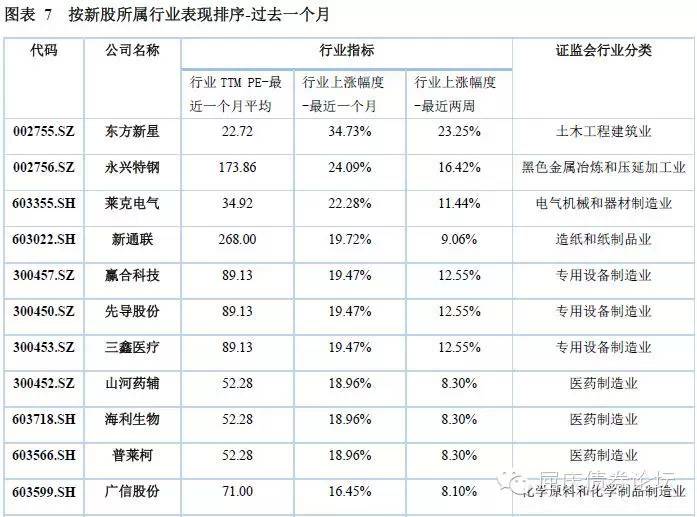 图表 7 按新股所属行业表现排序-过去一个月
代码 公司名称 行业指标 证监会行业分类
行业 TTM PE-最近一个月平均 行业上涨幅度-最近一个月 行业上涨幅度-最近两周
002755.SZ 东方新星 22.72 34.73% 23.25% 土木工程建筑业
002756.SZ 永兴特钢 173.86 24.09% 16.42% 黑色金属冶炼和压延加工业
603355.SH 莱克电气 34.92 22.28% 11.44% 电气机械和器材制造业
603022.SH 新通联 268.00 19.72% 9.06% 造纸和纸制品业
300457.SZ 赢合科技 89.13 19.47% 12.55% 专用设备制造业
300450.SZ 先导股份 89.13 19.47% 12.55% 专用设备制造业
300453.SZ 三鑫医疗 89.13 19.47% 12.55% 专用设备制造业
300452.SZ 山河药辅 52.28 18.96% 8.30% 医药制造业
603718.SH 海利生物 52.28 18.96% 8.30% 医药制造业
603566.SH 普莱柯 52.28 18.96% 8.30% 医药制造业
603599.SH 广信股份 71.00 16.45% 8.10% 化学原料和化学制品制造业
屈庆债券论坛